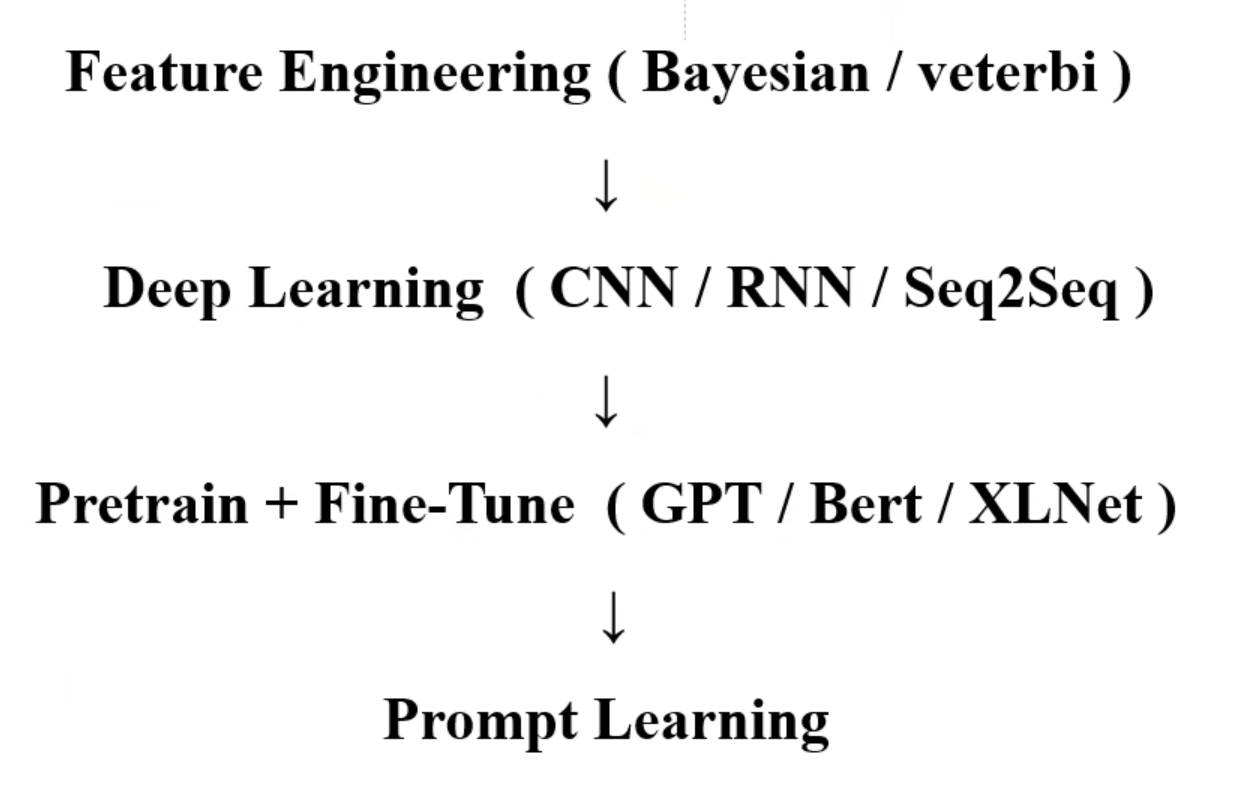 Feature Engineering ( Bayesian / veterbi )
↓
Deep Learning ( CNN / RNN / Seq2Seq )
↓
Pretrain + Fine-Tune ( GPT / Bert / XLNet )
↓
Prompt Learning